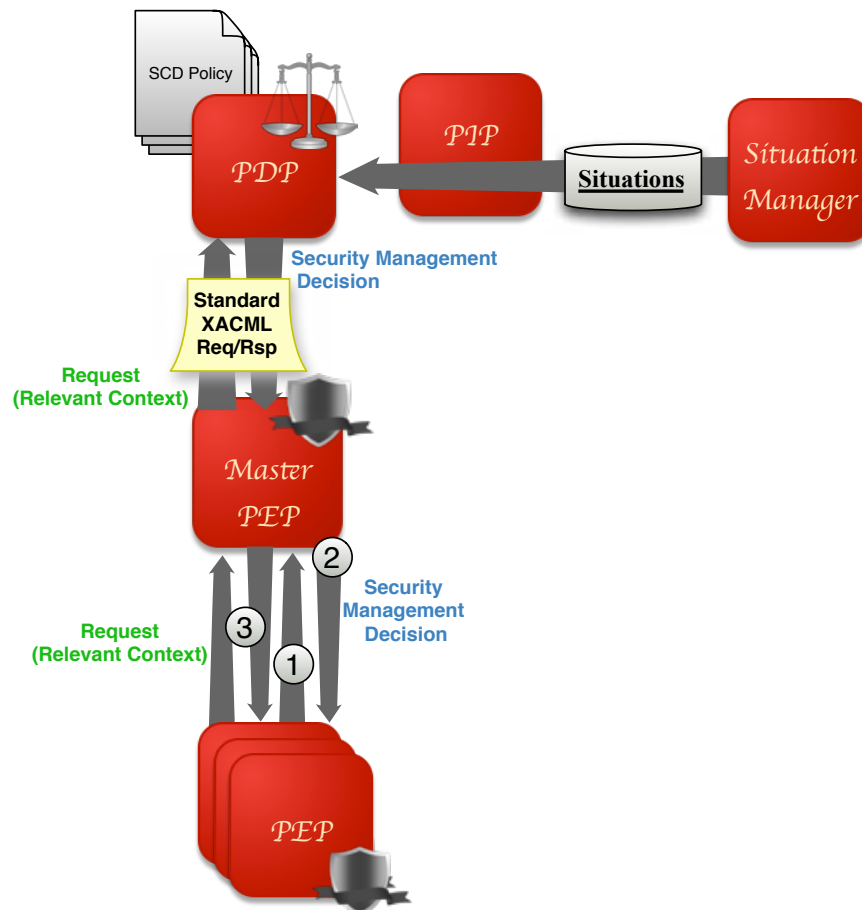 SCD Policy
PDP
PIP
Situations
Situation
Manager
Security Management
Decision
Standard
XACML
Req/Rsp
Request
(Relevant Context)
Master
PEP
2
Security
Management
Decision
3
Request
(Relevant Context)
1
PEP